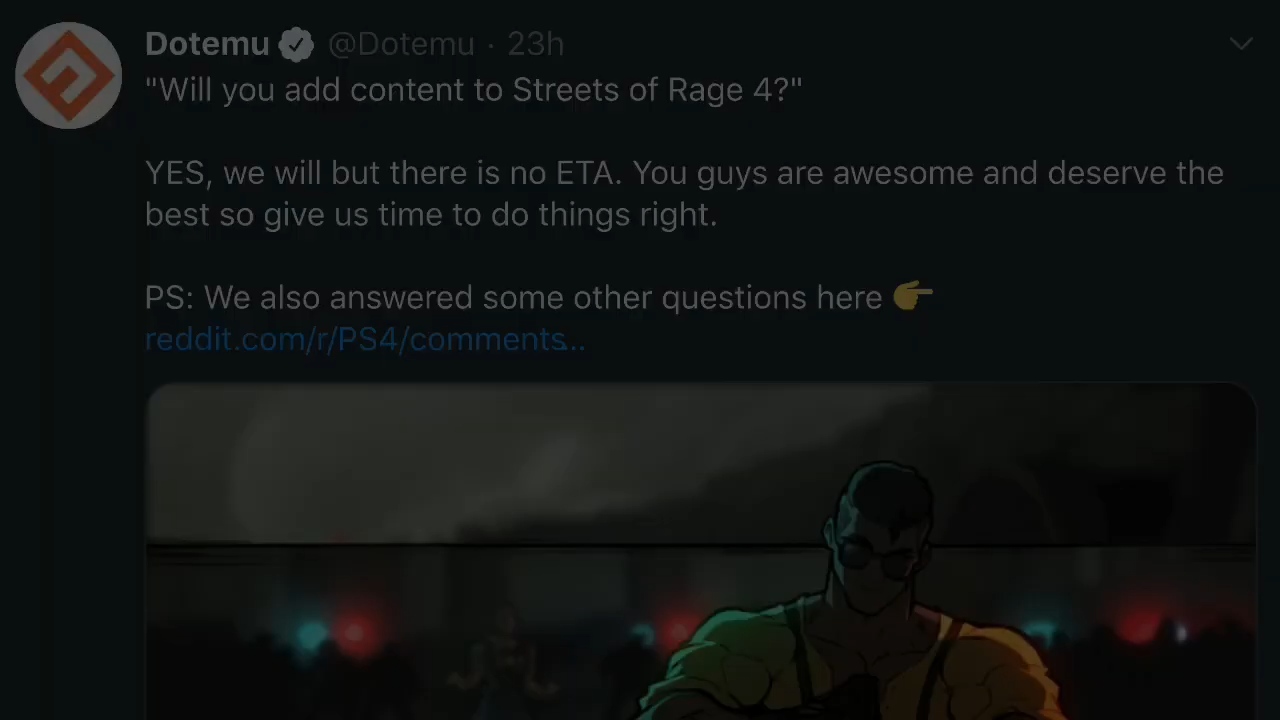 Dotemu @Dotemu · 23h
"Will you add content to Streets of Rage 4?"
YES, we will but there is no ETA. You guys are awesome and deserve the
best so give us time to do things right.
PS: We also answered some other questions here 👉
reddit.com/r/PS4/comments...